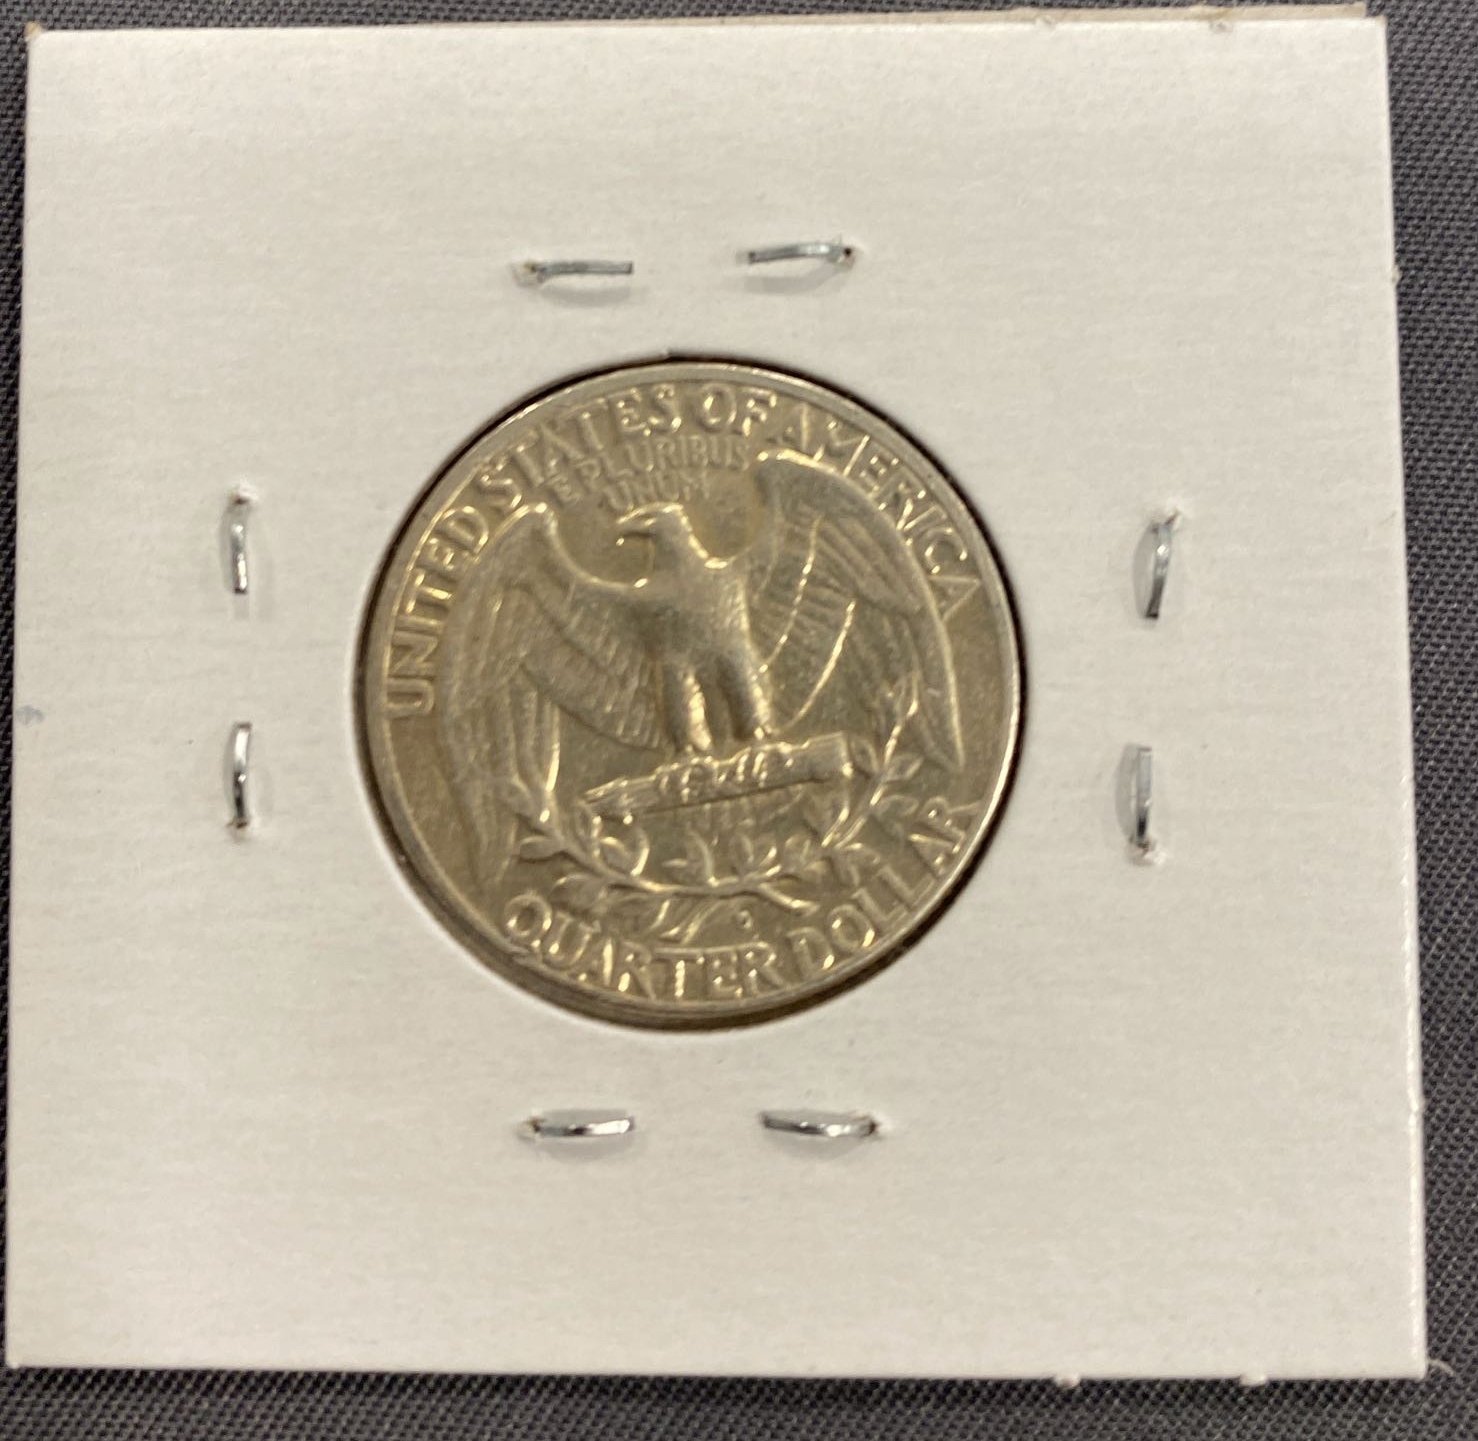 UNITED STATES OF AMERICA
E PLURIBUS
UNUM
QUARTER DOLLAR